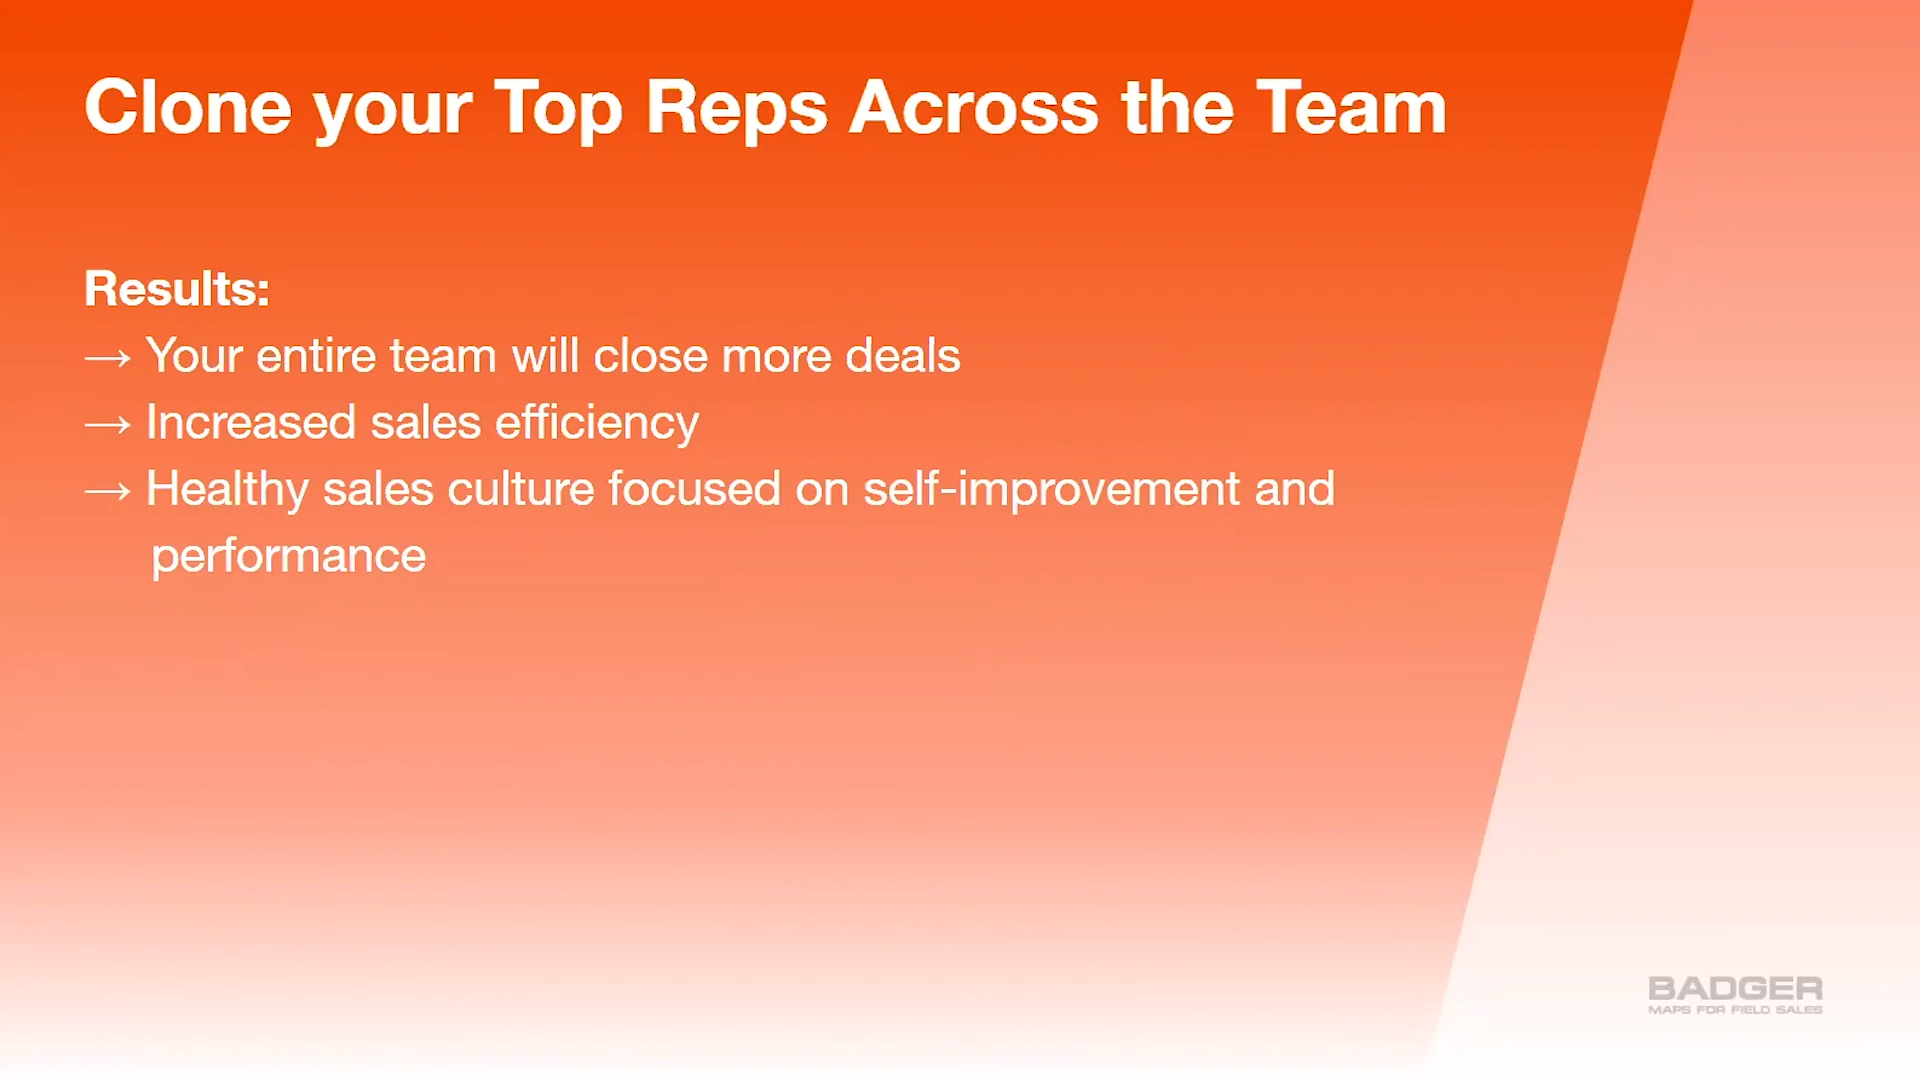 Clone your Top Reps Across the Team
Results:
→ Your entire team will close more deals
→ Increased sales efficiency
→ Healthy sales culture focused on self-improvement and
performance
BADGER
MAPS FOR FIELD SALES